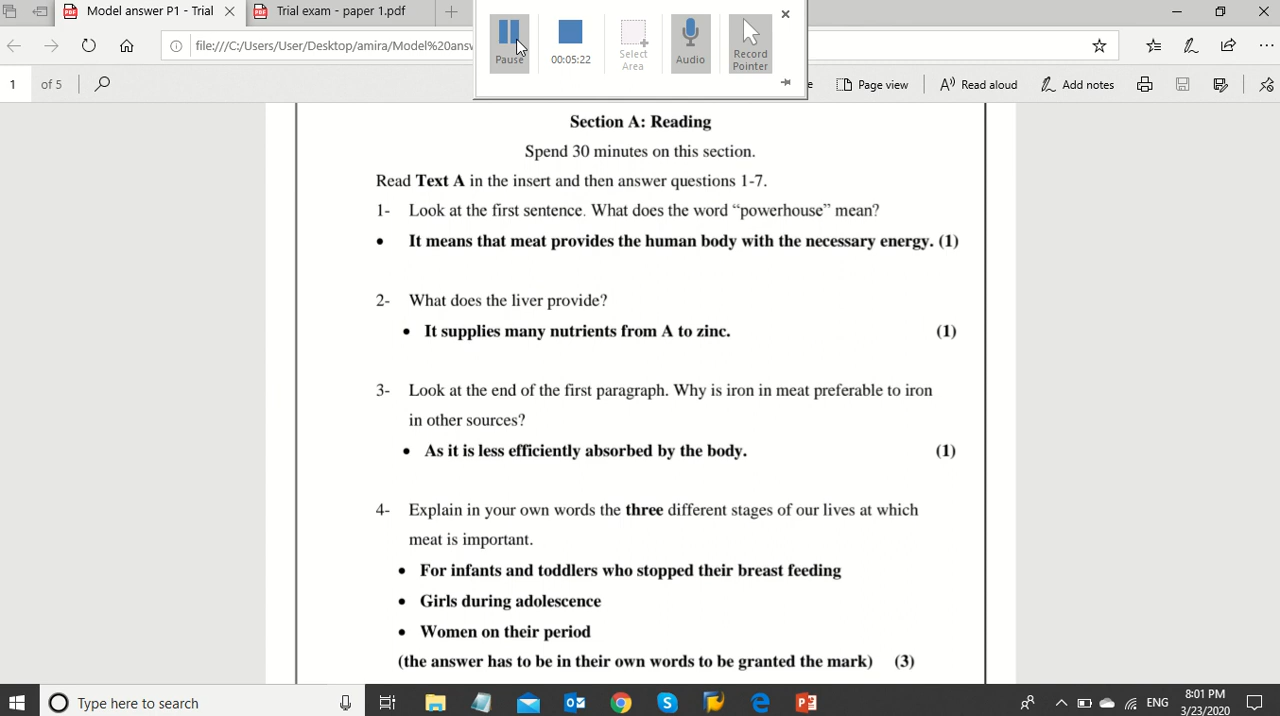 Model answer P1 - Trial
Trial exam - paper 1.pdf
file:///C:/Users/User/Desktop/amira/Model%20answ
Pause
00:05:22
Select
Area
Audio
Record
Pointer
1 of 5
Page view
Read aloud
Add notes
Section A: Reading
Spend 30 minutes on this section.
Read Text A in the insert and then answer questions 1-7.
1- Look at the first sentence. What does the word “powerhouse” mean?
• It means that meat provides the human body with the necessary energy. (1)
2- What does the liver provide?
• It supplies many nutrients from A to zinc. (1)
3- Look at the end of the first paragraph. Why is iron in meat preferable to iron
in other sources?
• As it is less efficiently absorbed by the body. (1)
4- Explain in your own words the three different stages of our lives at which
meat is important.
• For infants and toddlers who stopped their breast feeding
• Girls during adolescence
• Women on their period
(the answer has to be in their own words to be granted the mark) (3)
Type here to search
ENG
8:01 PM
3/23/2020